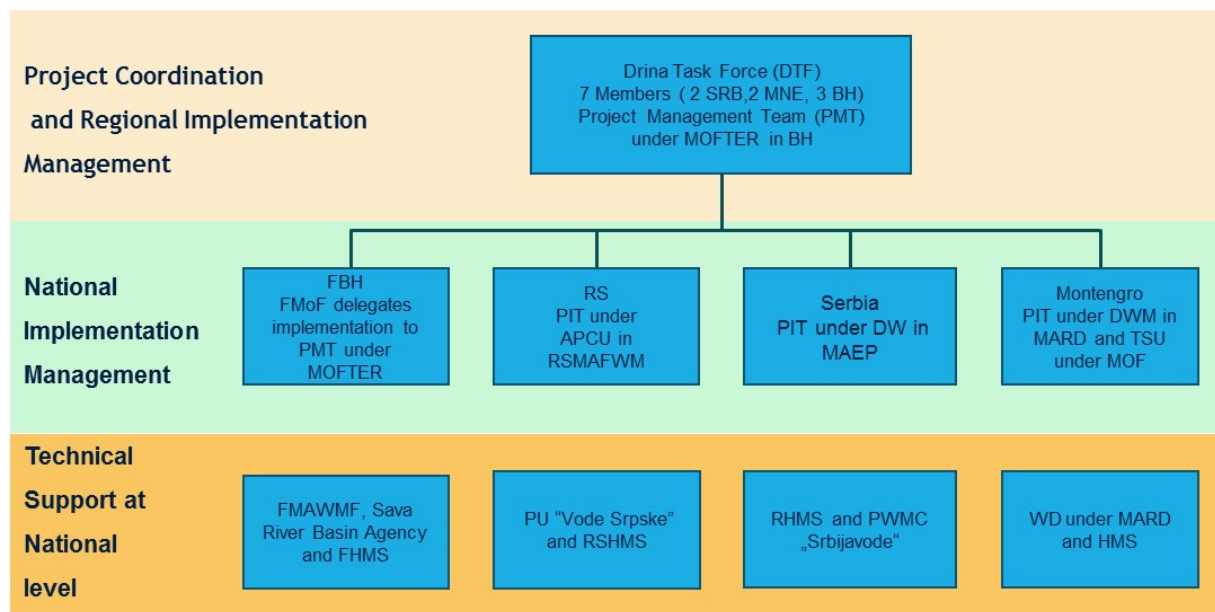 Project Coordination
and Regional Implementation
Management
Drina Task Force (DTF)
7 Members ( 2 SRB,2 MNE, 3 BH)
Project Management Team (PMT)
under MOFTER in BH
National
Implementation
Management
FBH
FMoF delegates
implementation to
PMT under
MOFTER
RS
PIT under
APCU in
RSMAFWM
Serbia
PIT under DW in
MAEP
Montengro
PIT under DWM in
MARD and TSU
under MOF
Technical
Support at
National
level
FMAWMF, Sava
River Basin Agency
and FHMS
PU “Vode Srpske”
and RSHMS
RHMS and PWMC
„Srbijavode“
WD under MARD
and HMS